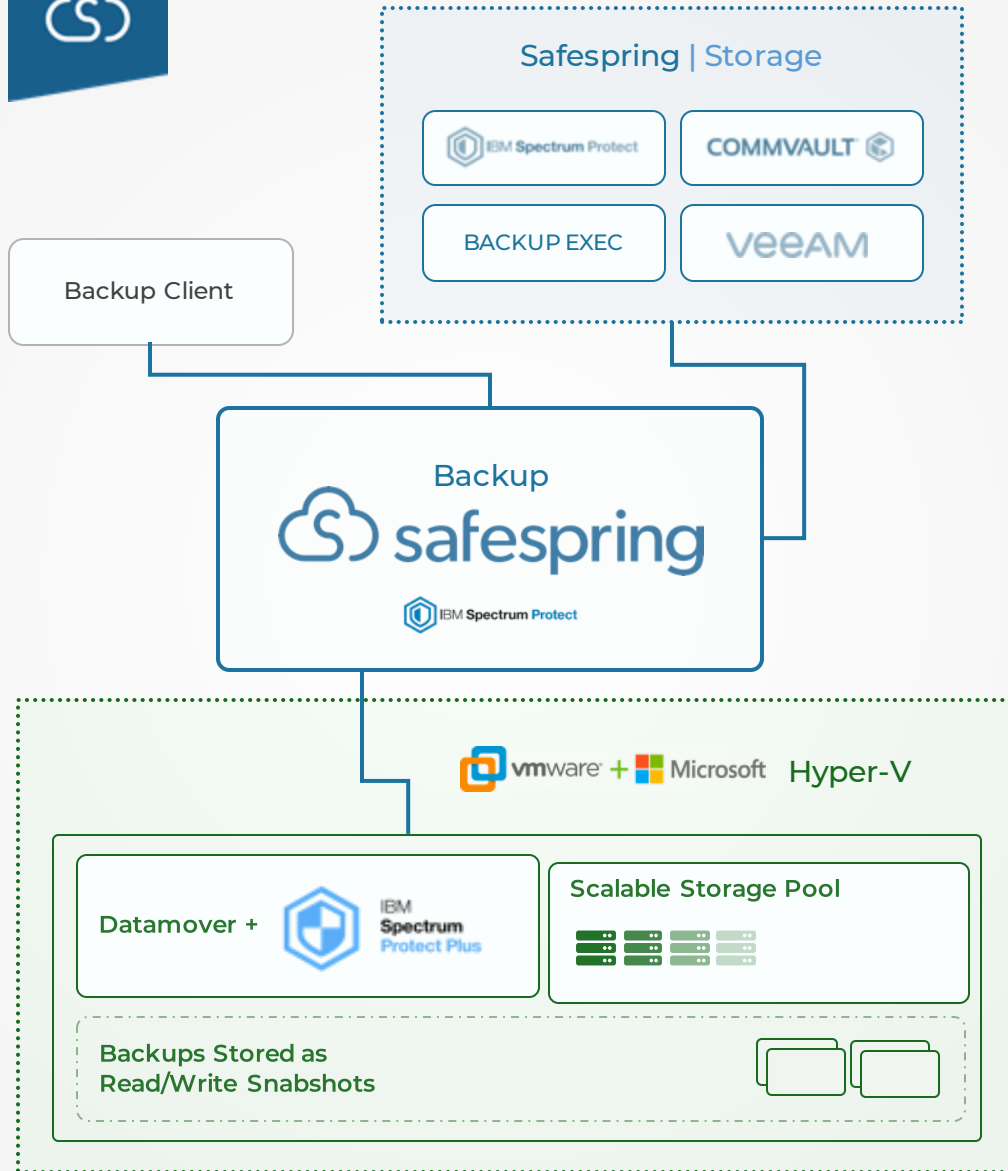 Safespring | Storage
IBM Spectrum Protect
COMMVAULT
BACKUP EXEC
veeAM
Backup Client
Backup
safespring
IBM Spectrum Protect
vmware + Microsoft Hyper-V
Datamover +
IBM
Spectrum
Protect Plus
Scalable Storage Pool
Backups Stored as
Read/Write Snabshots